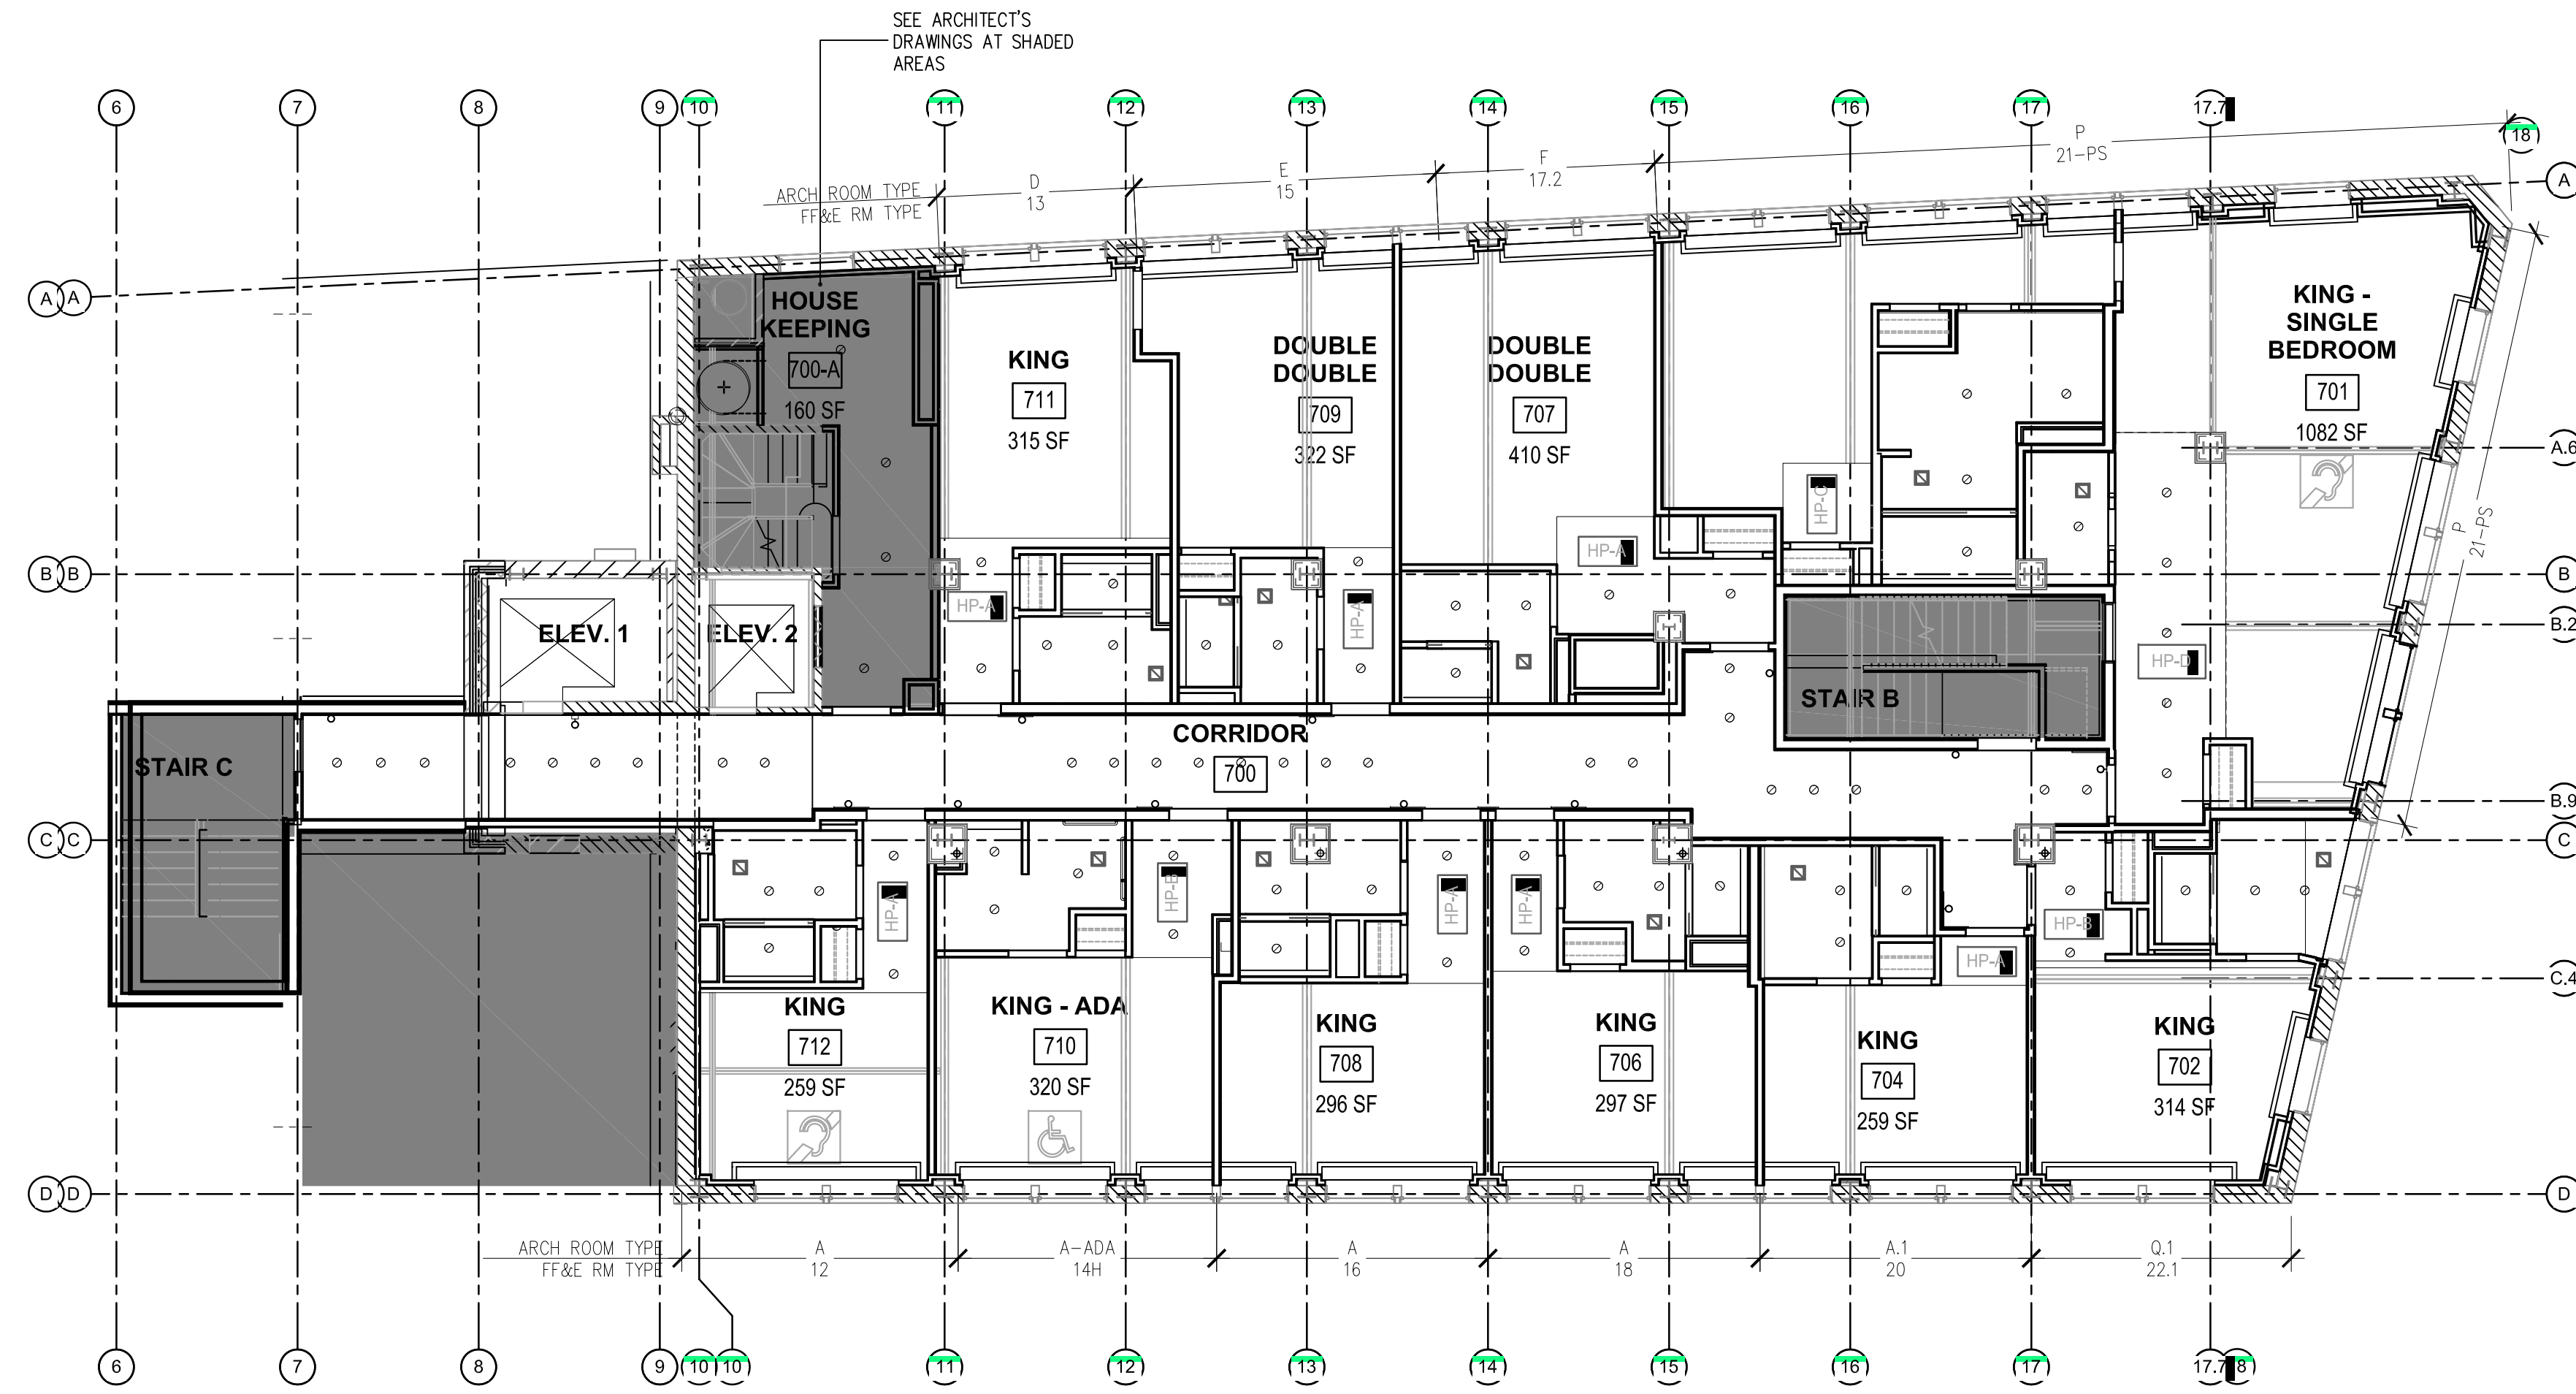 SEE ARCHITECT'S
DRAWINGS AT SHADED
AREAS
6
7
8
9
10
11
12
13
14
15
16
17
17.7
18
P
21-PS
F
17.2
E
15
D
13
ARCH ROOM TYPE
FF&E RM TYPE
A
A
A
A.6
B
B
B
B.2
B.9
C
C
C
C.4
D
D
D
HOUSE
KEEPING
700-A
160 SF
KING
711
315 SF
DOUBLE
DOUBLE
709
322 SF
DOUBLE
DOUBLE
707
410 SF
KING -
SINGLE
BEDROOM
701
1082 SF
P
21-PS
HP-C
HP-A
HP-A
HP-A
HP-D
ELEV. 1
ELEV. 2
STAIR B
STAIR C
CORRIDOR
700
HP-A
HP-B
HP-A
HP-A
HP-A
HP-B
KING
712
259 SF
KING - ADA
710
320 SF
KING
708
296 SF
KING
706
297 SF
KING
704
259 SF
KING
702
314 SF
ARCH ROOM TYPE
FF&E RM TYPE
A
12
A-ADA
14H
A
16
A
18
A.1
20
Q.1
22.1
6
7
8
9
10
10
11
12
13
14
15
16
17
17.7
8